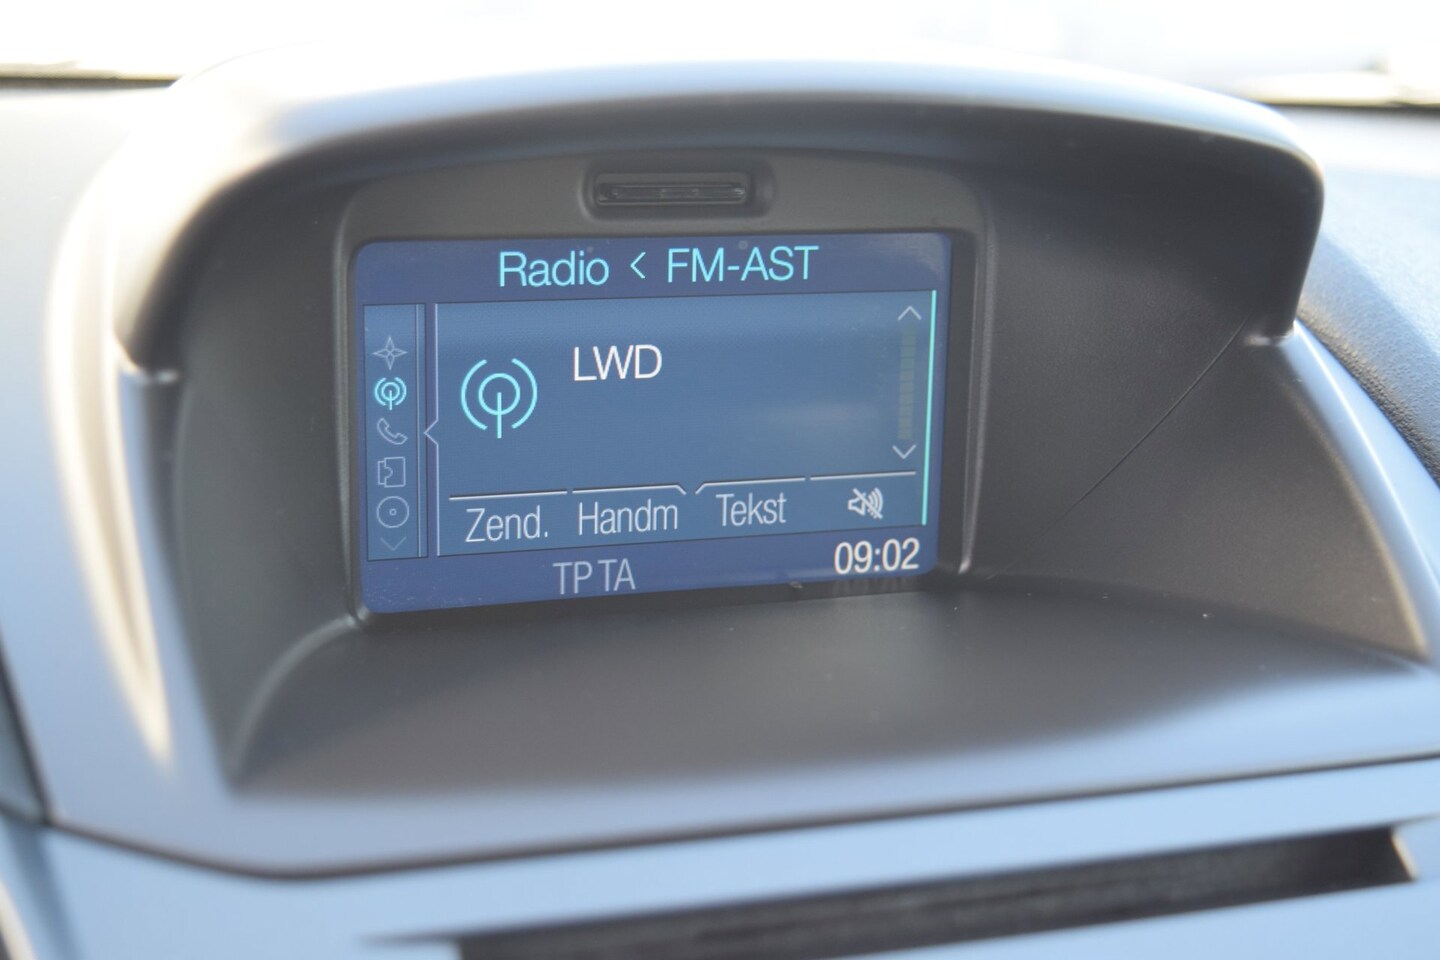 Radio < FM-AST
LWD
Zend. Handm Tekst
TP TA 09:02